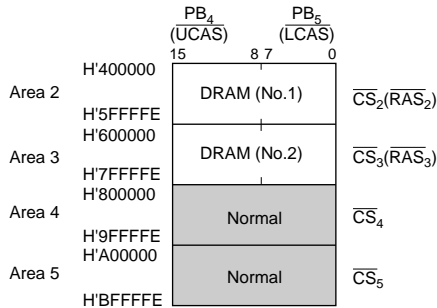 PB4 PB5
(UCAS) (LCAS)
15 8 7 0
H'400000
Area 2 DRAM (No.1) CS2(RAS2)
H'5FFFFE
H'600000
Area 3 DRAM (No.2) CS3(RAS3)
H'7FFFFE
H'800000
Area 4 Normal CS4
H'9FFFFE
H'A00000
Area 5 Normal CS5
H'BFFFFE